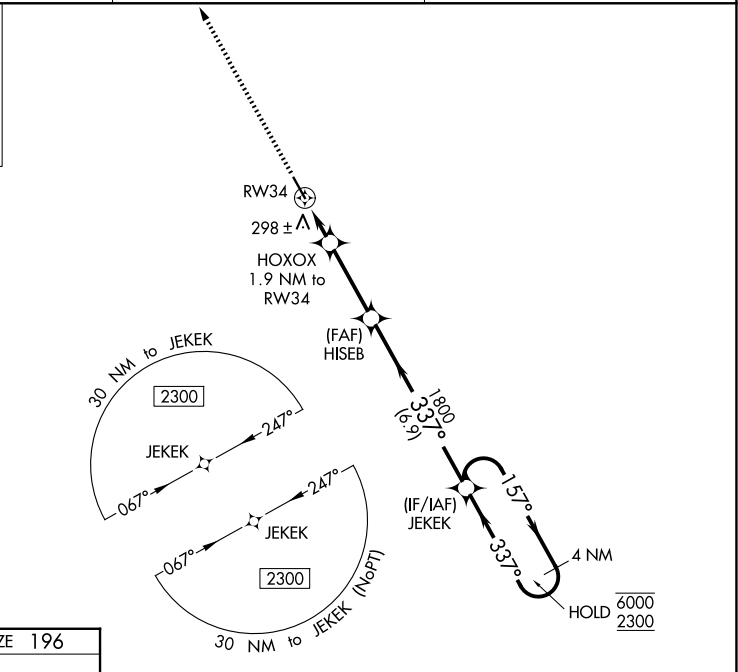 RW34
298 ±
HOXOX
1.9 NM to
RW34
(FAF)
HISEB
1800
337°
(6.9)
30 NM to JEKEK
2300
247°
JEKEK
067°
247°
JEKEK
067°
2300
30 NM to JEKEK (NoPT)
(IF/IAF)
JEKEK
157°
337°
4 NM
HOLD 6000
2300
ZE 196